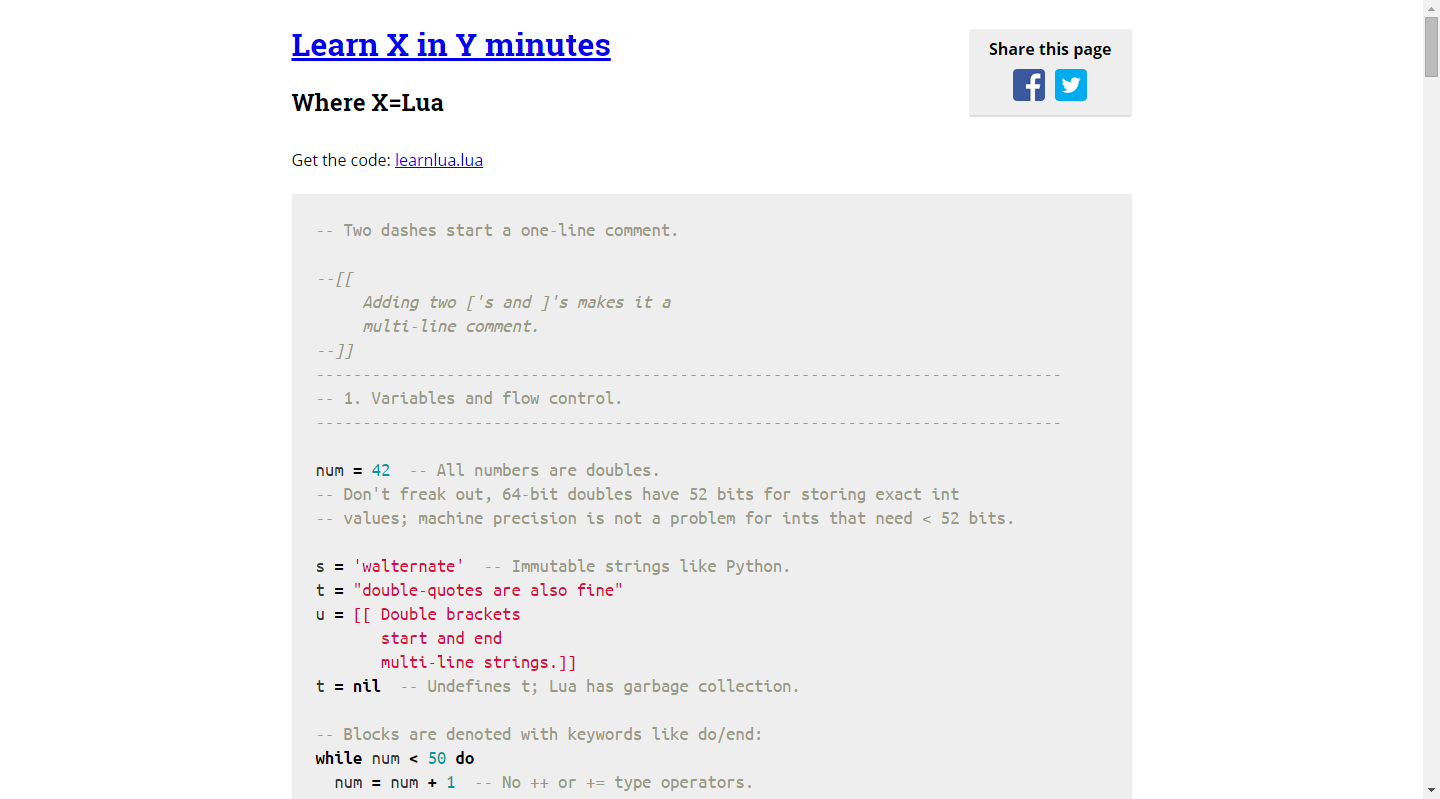 Learn X in Y minutes
Share this page
Where X=Lua
Get the code: learnlua.lua
-- Two dashes start a one-line comment.
--[[
     Adding two ['s and ]'s makes it a
     multi-line comment.
--]]
--------------------------------------------------------------------------------
-- 1. Variables and flow control.
--------------------------------------------------------------------------------
num = 42  -- All numbers are doubles.
-- Don't freak out, 64-bit doubles have 52 bits for storing exact int
-- values; machine precision is not a problem for ints that need < 52 bits.
s = 'walternate'  -- Immutable strings like Python.
t = "double-quotes are also fine"
u = [[ Double brackets
       start and end
       multi-line strings.]]
t = nil  -- Undefines t; Lua has garbage collection.
-- Blocks are denoted with keywords like do/end:
while num < 50 do
  num = num + 1  -- No ++ or += type operators.